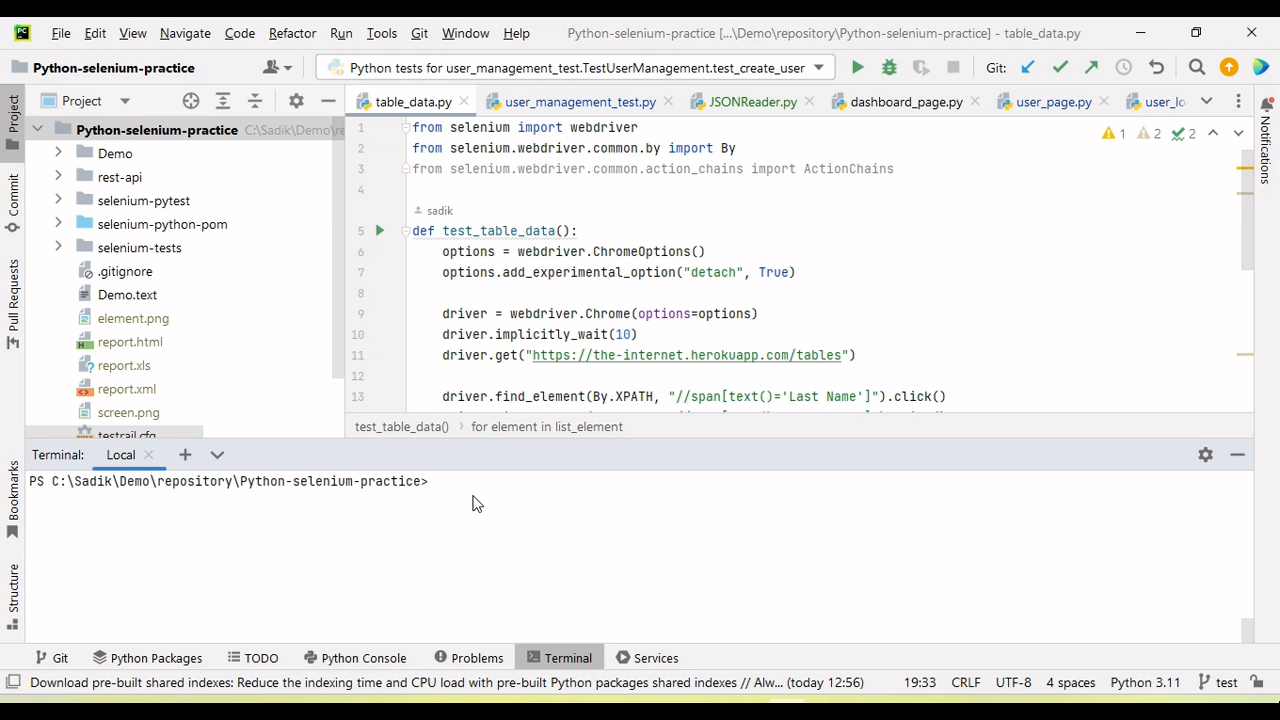 PC File Edit View Navigate Code Refactor Run Tools Git Window Help Python-selenium-practice [...\Demo\repository\Python-selenium-practice] - table_data.py
Python-selenium-practice Python tests for user_management_test.TestUserManagement.test_create_user Git:
Project table_data.py user_management_test.py JSONReader.py dashboard_page.py user_page.py user_lo
Python-selenium-practice C:\Sadik\Demo\re
Demo
rest-api
selenium-pytest
selenium-python-pom
selenium-tests
.gitignore
Demo.text
element.png
report.html
report.xls
report.xml
screen.png
testrail.cfg
1 from selenium import webdriver
2 from selenium.webdriver.common.by import By
3 from selenium.webdriver.common.action_chains import ActionChains
4
sadik
5 def test_table_data():
6 options = webdriver.ChromeOptions()
7 options.add_experimental_option("detach", True)
8
9 driver = webdriver.Chrome(options=options)
10 driver.implicitly_wait(10)
11 driver.get("https://the-internet.herokuapp.com/tables")
12
13 driver.find_element(By.XPATH, "//span[text()='Last Name']").click()
1 2 2
test_table_data() › for element in list_element
Project
Commit
Pull Requests
Bookmarks
Structure
Notifications
Terminal: Local
PS C:\Sadik\Demo\repository\Python-selenium-practice>
Git Python Packages TODO Python Console Problems Terminal Services
Download pre-built shared indexes: Reduce the indexing time and CPU load with pre-built Python packages shared indexes // Alw... (today 12:56) 19:33 CRLF UTF-8 4 spaces Python 3.11 test